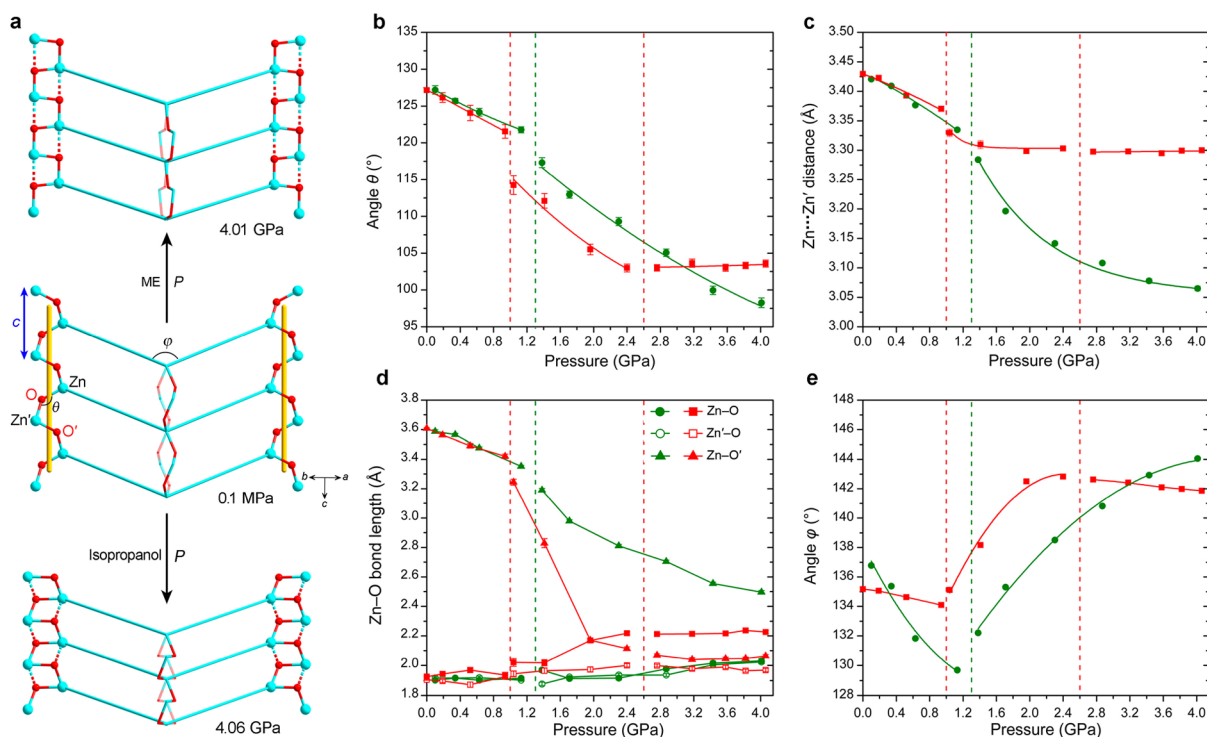 a
4.01 GPa
ME P
c
φ
Zn
O
θ
Zn′
O′
b a
c
0.1 MPa
Isopropanol P
4.06 GPa
b
Angle θ (°)
135
130
125
120
115
110
105
100
95
0.0 0.4 0.8 1.2 1.6 2.0 2.4 2.8 3.2 3.6 4.0
Pressure (GPa)
c
Zn···Zn′ distance (Å)
3.50
3.45
3.40
3.35
3.30
3.25
3.20
3.15
3.10
3.05
3.00
0.0 0.4 0.8 1.2 1.6 2.0 2.4 2.8 3.2 3.6 4.0
Pressure (GPa)
d
Zn–O bond length (Å)
3.8
3.6
3.4
3.2
3.0
2.8
2.6
2.4
2.2
2.0
1.8
Zn–O
Zn′–O
Zn–O′
0.0 0.4 0.8 1.2 1.6 2.0 2.4 2.8 3.2 3.6 4.0
Pressure (GPa)
e
Angle φ (°)
148
146
144
142
140
138
136
134
132
130
128
0.0 0.4 0.8 1.2 1.6 2.0 2.4 2.8 3.2 3.6 4.0
Pressure (GPa)